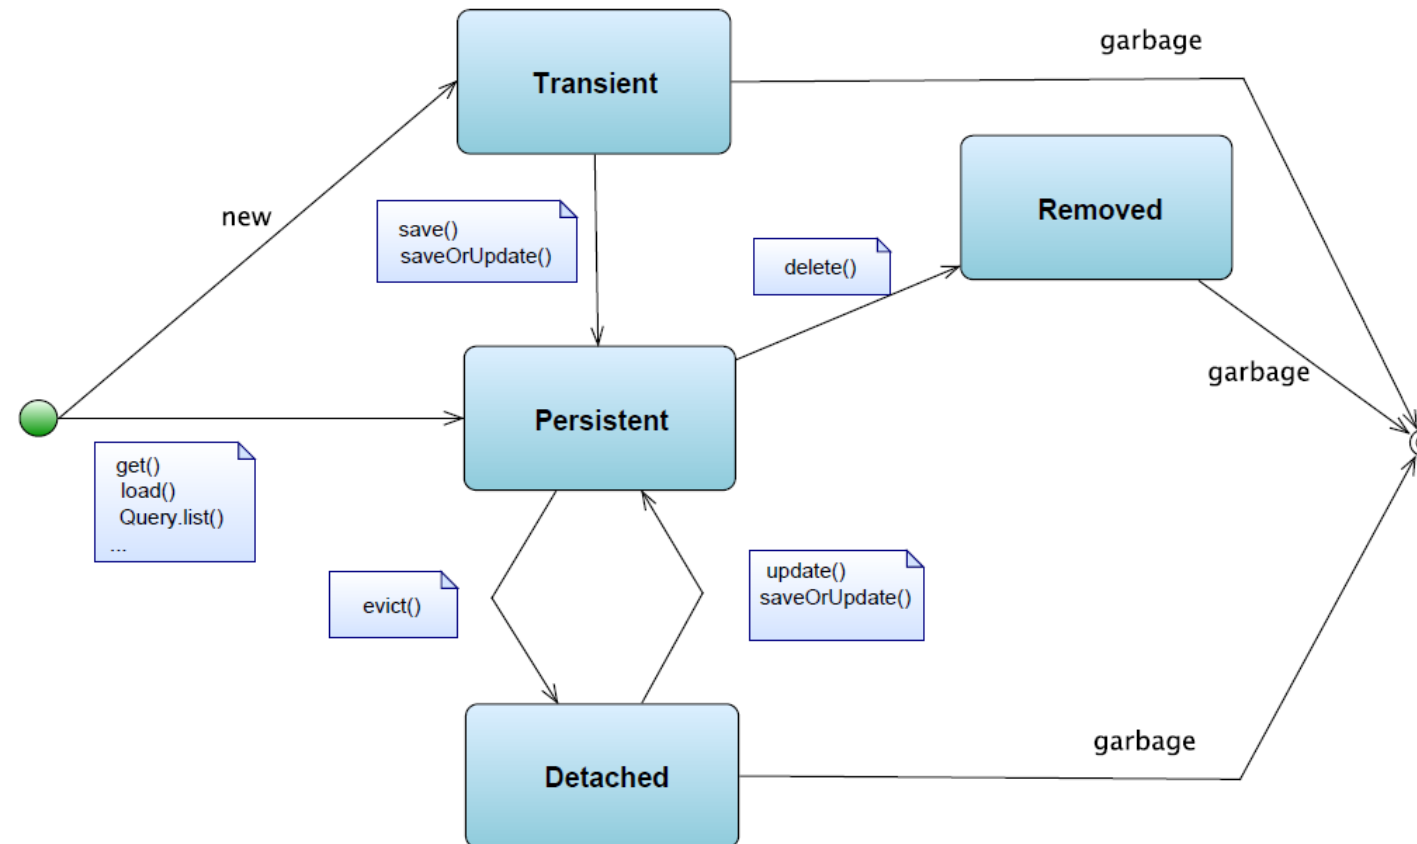 garbage
Transient
Removed
new
save()
saveOrUpdate()
delete()
garbage
Persistent
get()
load()
Query.list()
...
evict()
update()
saveOrUpdate()
garbage
Detached